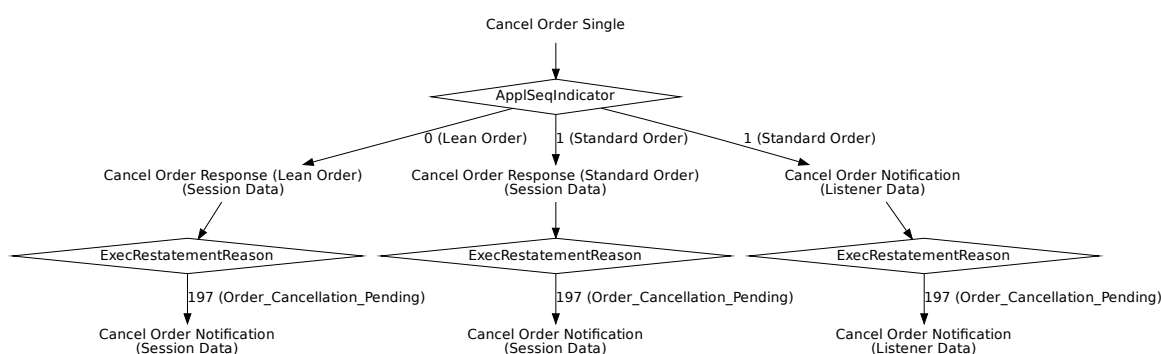 Cancel Order Single
ApplSeqIndicator
0 (Lean Order)
1 (Standard Order)
1 (Standard Order)
Cancel Order Response (Lean Order)
(Session Data)
Cancel Order Response (Standard Order)
(Session Data)
Cancel Order Notification
(Listener Data)
ExecRestatementReason
ExecRestatementReason
ExecRestatementReason
197 (Order_Cancellation_Pending)
197 (Order_Cancellation_Pending)
197 (Order_Cancellation_Pending)
Cancel Order Notification
(Session Data)
Cancel Order Notification
(Session Data)
Cancel Order Notification
(Listener Data)